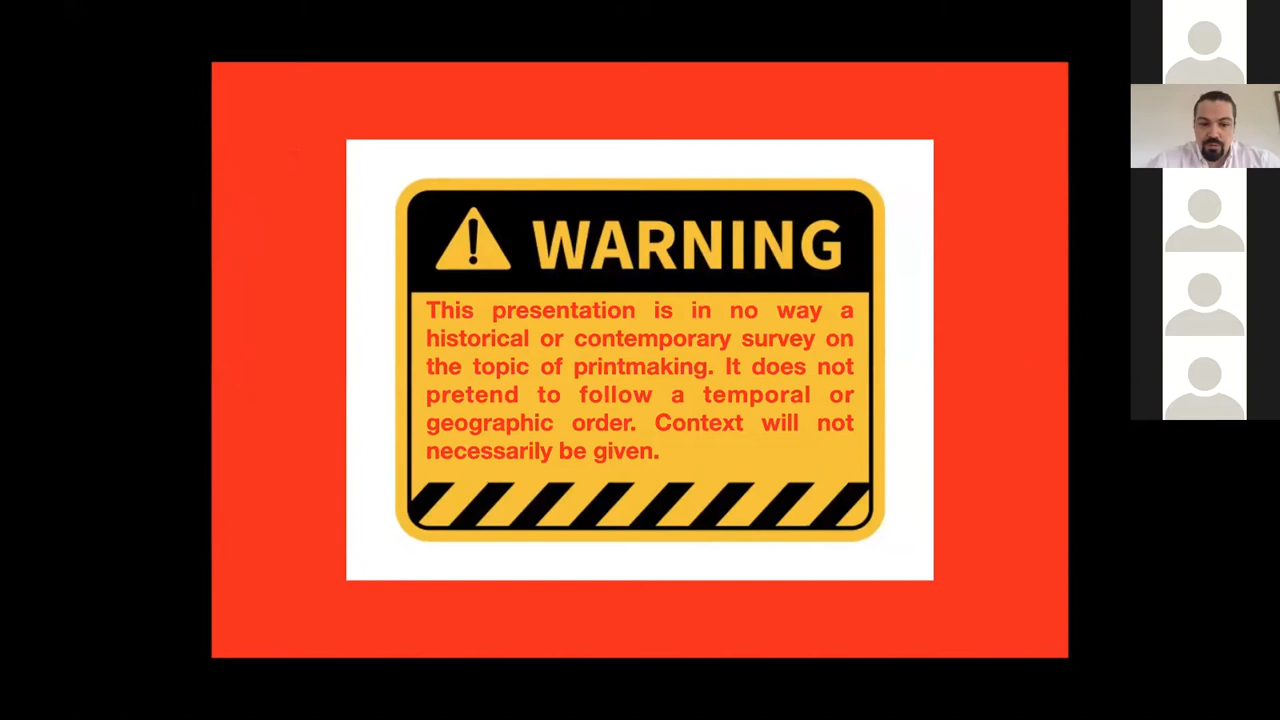 WARNING
This presentation is in no way a
historical or contemporary survey on
the topic of printmaking. It does not
pretend to follow a temporal or
geographic order. Context will not
necessarily be given.